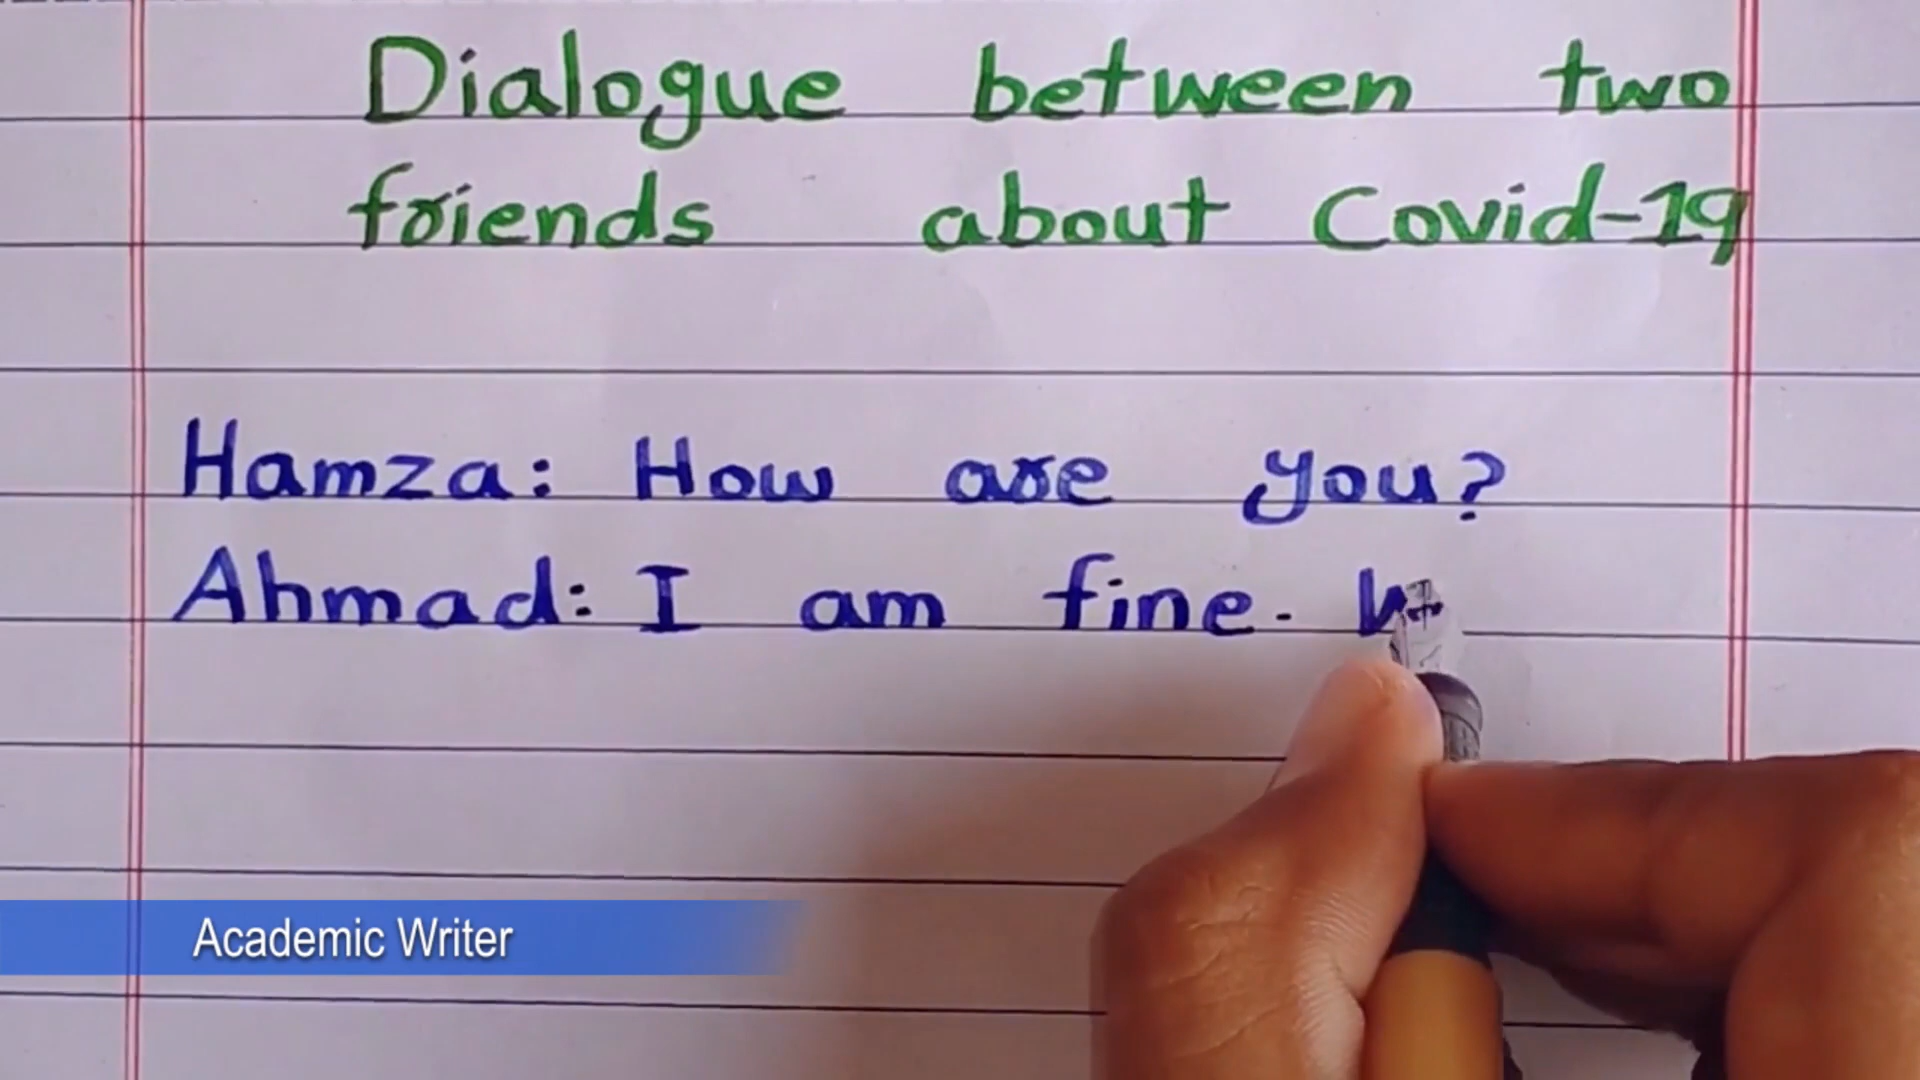 Dialogue between two
friends about Covid-19
Hamza: How are you?
Ahmad: I am fine.
Academic Writer